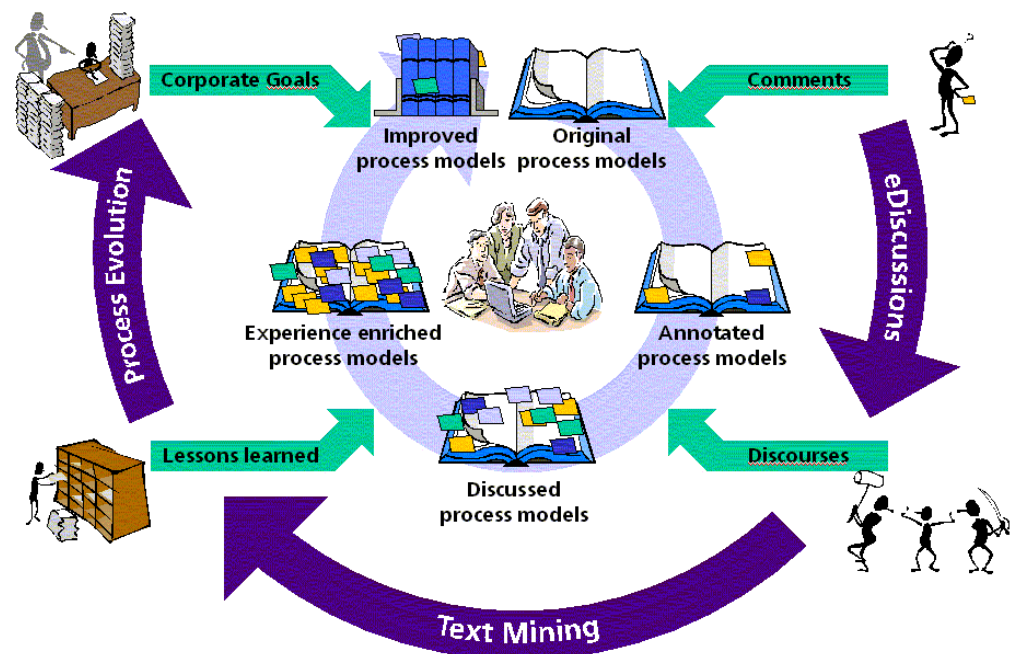 Corporate Goals
Comments
Improved
process models
Original
process models
eDiscussions
Process Evolution
Experience enriched
process models
Annotated
process models
Lessons learned
Discourses
Discussed
process models
Text Mining